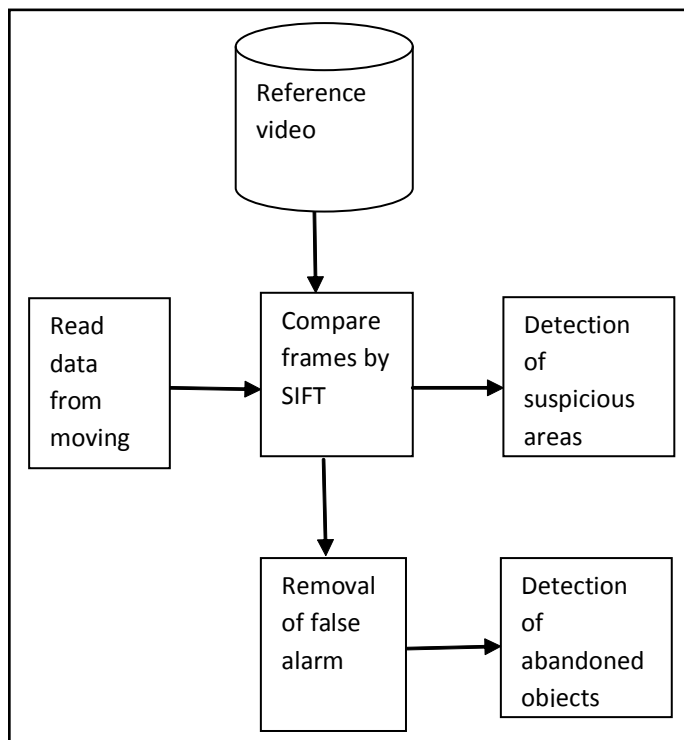 Reference
video
Read
data
from
moving
Compare
frames by
SIFT
Detection
of
suspicious
areas
Removal
of false
alarm
Detection
of
abandoned
objects